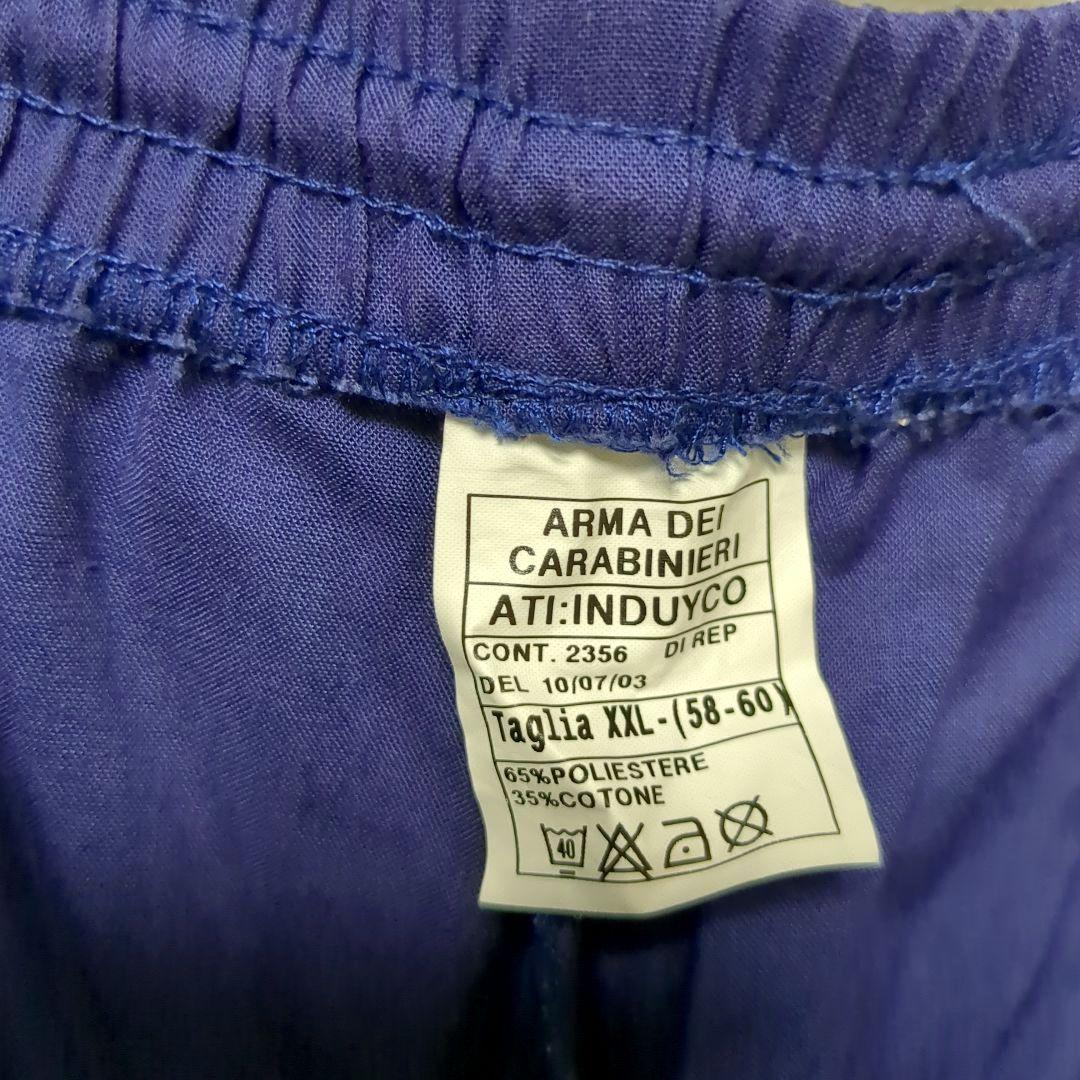 ARMA DEI
CARABINIERI
ATI:INDUYCO
CONT. 2356 DI REP
DEL 10/07/03
Taglia XXL-(58-60)
65%POLIESTERE
35%COTONE
40